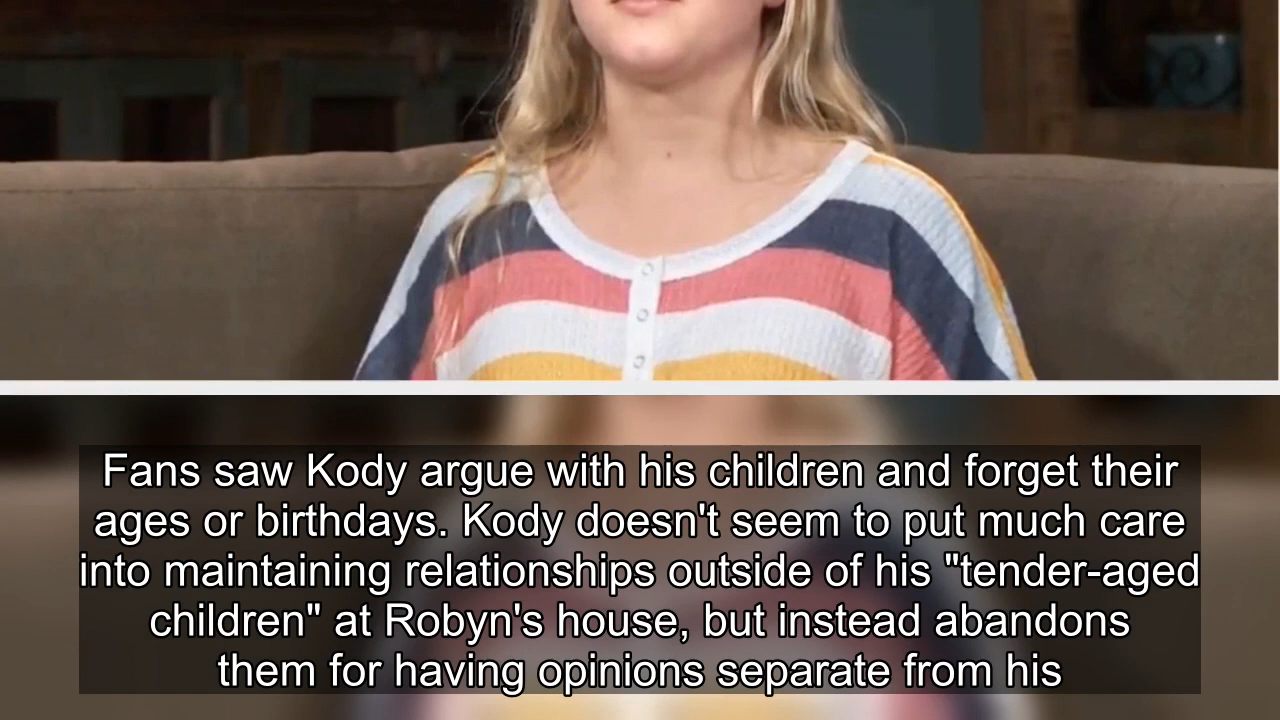 Fans saw Kody argue with his children and forget their
ages or birthdays. Kody doesn't seem to put much care
into maintaining relationships outside of his "tender-aged
children" at Robyn's house, but instead abandons
them for having opinions separate from his